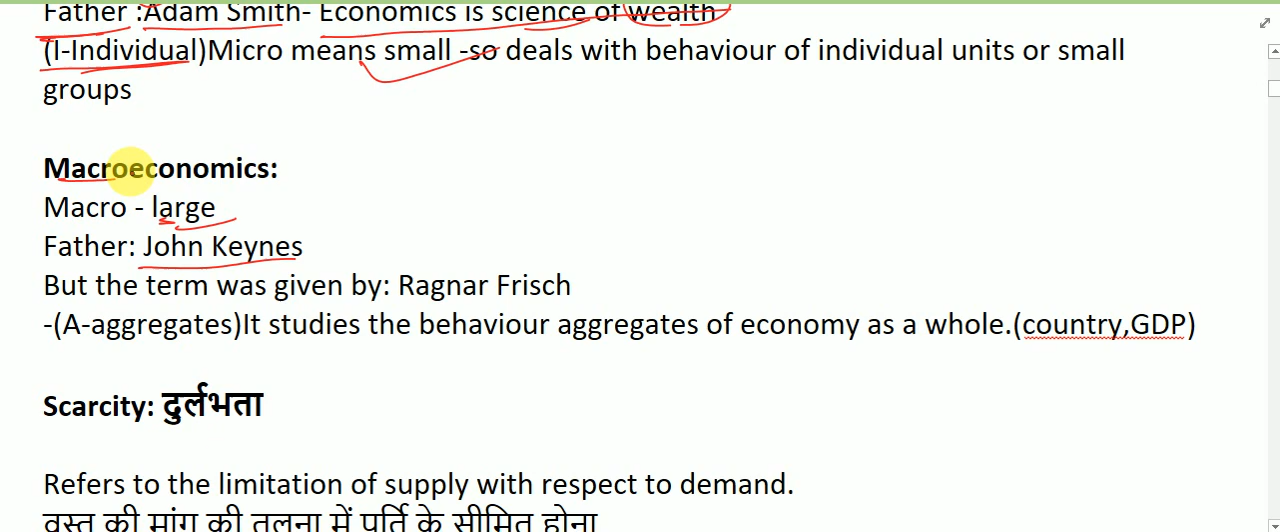 Father :Adam Smith- Economics is science of wealth
(I-Individual)Micro means small -so deals with behaviour of individual units or small
groups
Macroeconomics:
Macro - large
Father: John Keynes
But the term was given by: Ragnar Frisch
-(A-aggregates)It studies the behaviour aggregates of economy as a whole.(country,GDP)
Scarcity: दुर्लभता
Refers to the limitation of supply with respect to demand.
वस्तु की मांग की तुलना में पूर्ति के सीमित होना